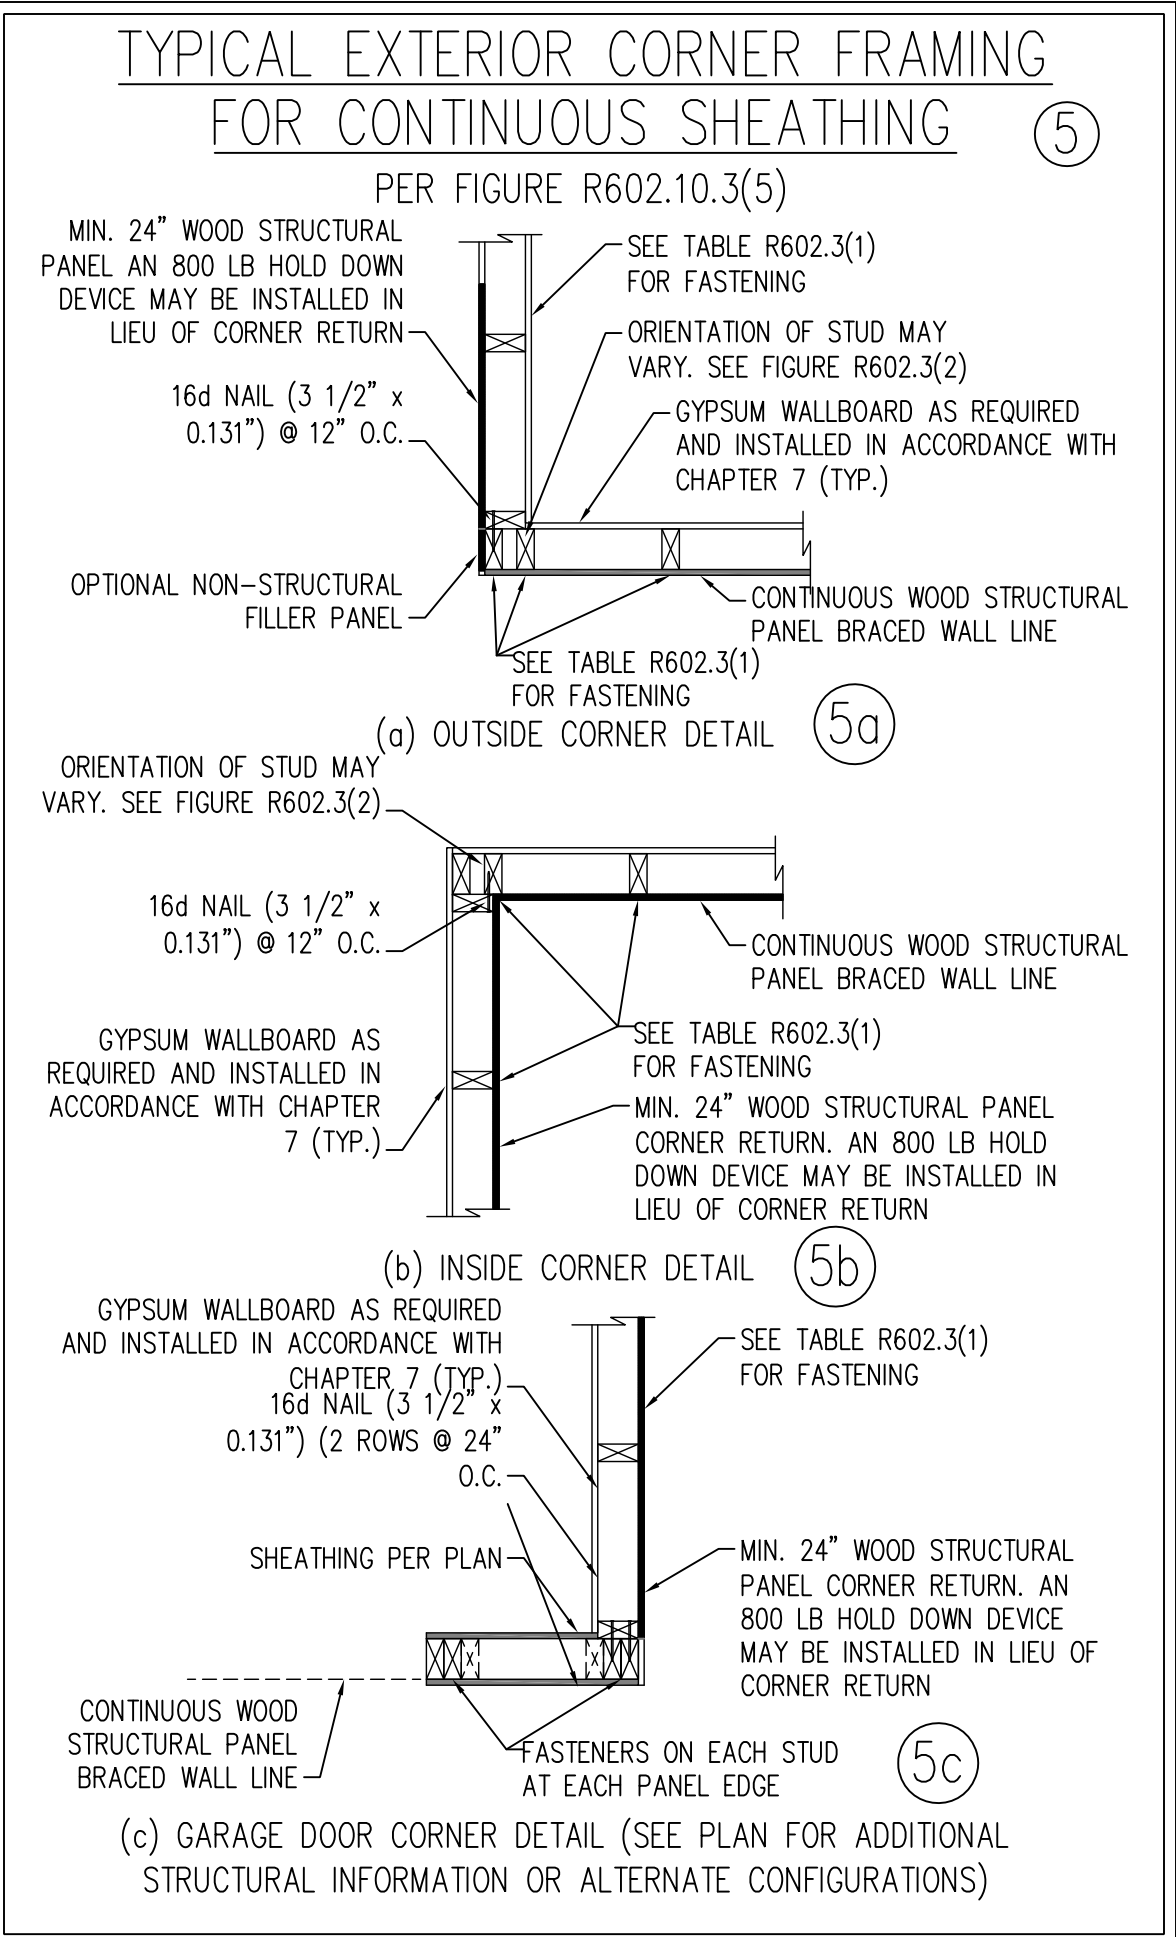 TYPICAL EXTERIOR CORNER FRAMING
FOR CONTINUOUS SHEATHING
5
PER FIGURE R602.10.3(5)
MIN. 24” WOOD STRUCTURAL
PANEL AN 800 LB HOLD DOWN
DEVICE MAY BE INSTALLED IN
LIEU OF CORNER RETURN
SEE TABLE R602.3(1)
FOR FASTENING
ORIENTATION OF STUD MAY
VARY. SEE FIGURE R602.3(2)
16d NAIL (3 1/2” x
0.131”) @ 12” O.C.
GYPSUM WALLBOARD AS REQUIRED
AND INSTALLED IN ACCORDANCE WITH
CHAPTER 7 (TYP.)
OPTIONAL NON-STRUCTURAL
FILLER PANEL
CONTINUOUS WOOD STRUCTURAL
PANEL BRACED WALL LINE
SEE TABLE R602.3(1)
FOR FASTENING
(a) OUTSIDE CORNER DETAIL
5a
ORIENTATION OF STUD MAY
VARY. SEE FIGURE R602.3(2)
16d NAIL (3 1/2” x
0.131”) @ 12” O.C.
CONTINUOUS WOOD STRUCTURAL
PANEL BRACED WALL LINE
SEE TABLE R602.3(1)
FOR FASTENING
GYPSUM WALLBOARD AS
REQUIRED AND INSTALLED IN
ACCORDANCE WITH CHAPTER
7 (TYP.)
MIN. 24” WOOD STRUCTURAL PANEL
CORNER RETURN. AN 800 LB HOLD
DOWN DEVICE MAY BE INSTALLED IN
LIEU OF CORNER RETURN
(b) INSIDE CORNER DETAIL
5b
GYPSUM WALLBOARD AS REQUIRED
AND INSTALLED IN ACCORDANCE WITH
CHAPTER 7 (TYP.)
16d NAIL (3 1/2” x
0.131”) (2 ROWS @ 24”
O.C.
SEE TABLE R602.3(1)
FOR FASTENING
SHEATHING PER PLAN
MIN. 24” WOOD STRUCTURAL
PANEL CORNER RETURN. AN
800 LB HOLD DOWN DEVICE
MAY BE INSTALLED IN LIEU OF
CORNER RETURN
CONTINUOUS WOOD
STRUCTURAL PANEL
BRACED WALL LINE
FASTENERS ON EACH STUD
AT EACH PANEL EDGE
5c
(c) GARAGE DOOR CORNER DETAIL (SEE PLAN FOR ADDITIONAL
STRUCTURAL INFORMATION OR ALTERNATE CONFIGURATIONS)